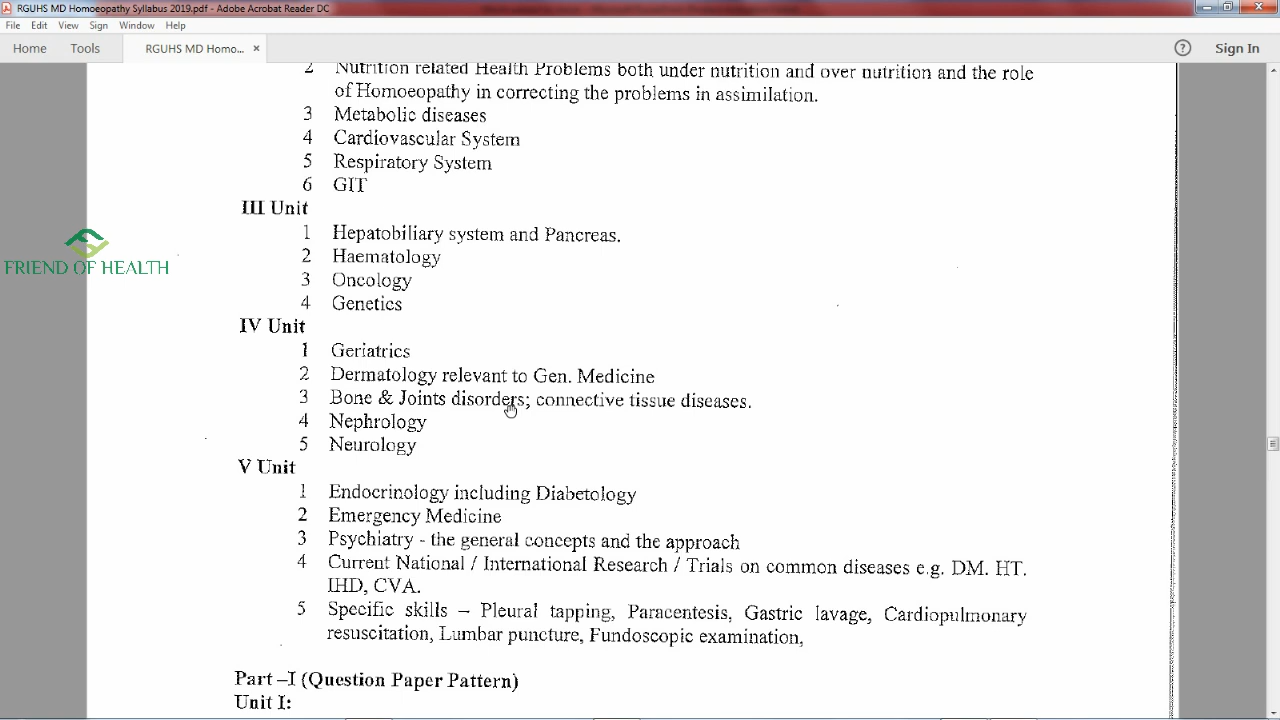 RGUHS MD Homoeopathy Syllabus 2019.pdf - Adobe Acrobat Reader DC
File Edit View Sign Window Help
Home Tools RGUHS MD Homo... × Sign In
2 Nutrition related Health Problems both under nutrition and over nutrition and the role
of Homoeopathy in correcting the problems in assimilation.
3 Metabolic diseases
4 Cardiovascular System
5 Respiratory System
6 GIT
III Unit
1 Hepatobiliary system and Pancreas.
FRIEND OF HEALTH
2 Haematology
3 Oncology
4 Genetics
IV Unit
1 Geriatrics
2 Dermatology relevant to Gen. Medicine
3 Bone & Joints disorders; connective tissue diseases.
4 Nephrology
5 Neurology
V Unit
1 Endocrinology including Diabetology
2 Emergency Medicine
3 Psychiatry - the general concepts and the approach
4 Current National / International Research / Trials on common diseases e.g. DM. HT.
IHD, CVA.
5 Specific skills – Pleural tapping, Paracentesis, Gastric lavage, Cardiopulmonary
resuscitation, Lumbar puncture, Fundoscopic examination,
Part –I (Question Paper Pattern)
Unit I: